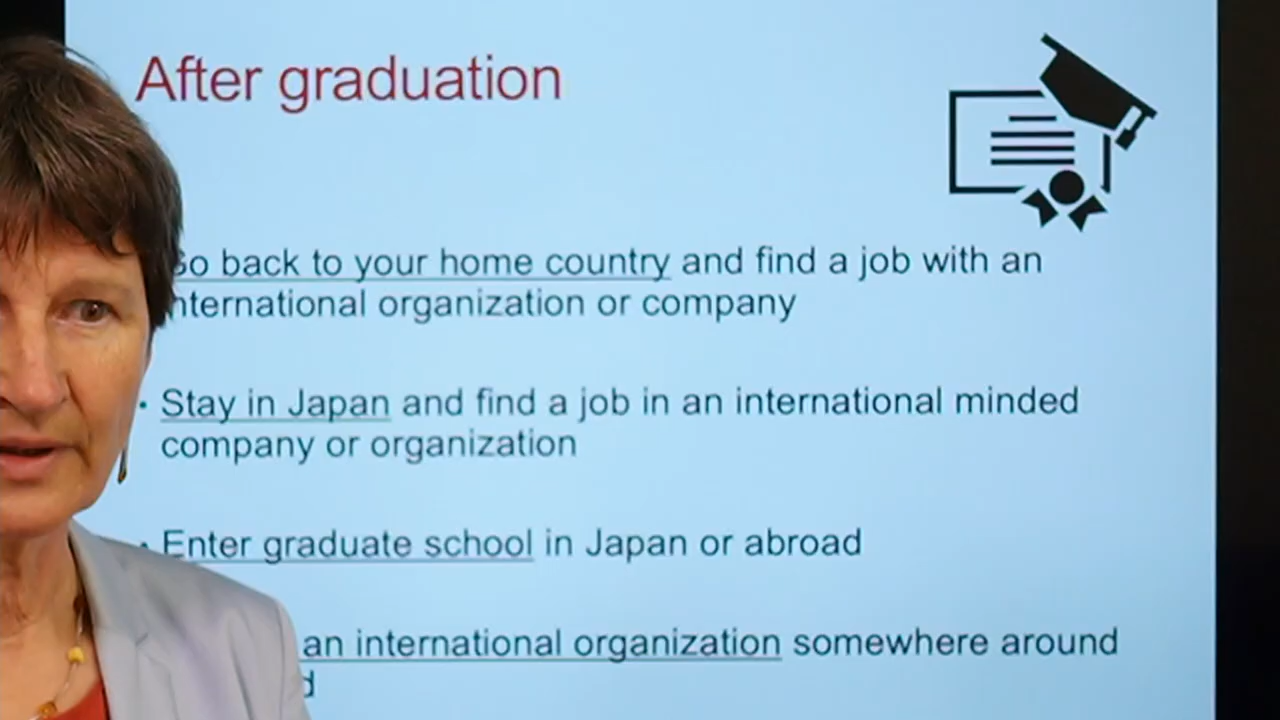 After graduation
Go back to your home country and find a job with an
international organization or company
• Stay in Japan and find a job in an international minded
company or organization
• Enter graduate school in Japan or abroad
an international organization somewhere around